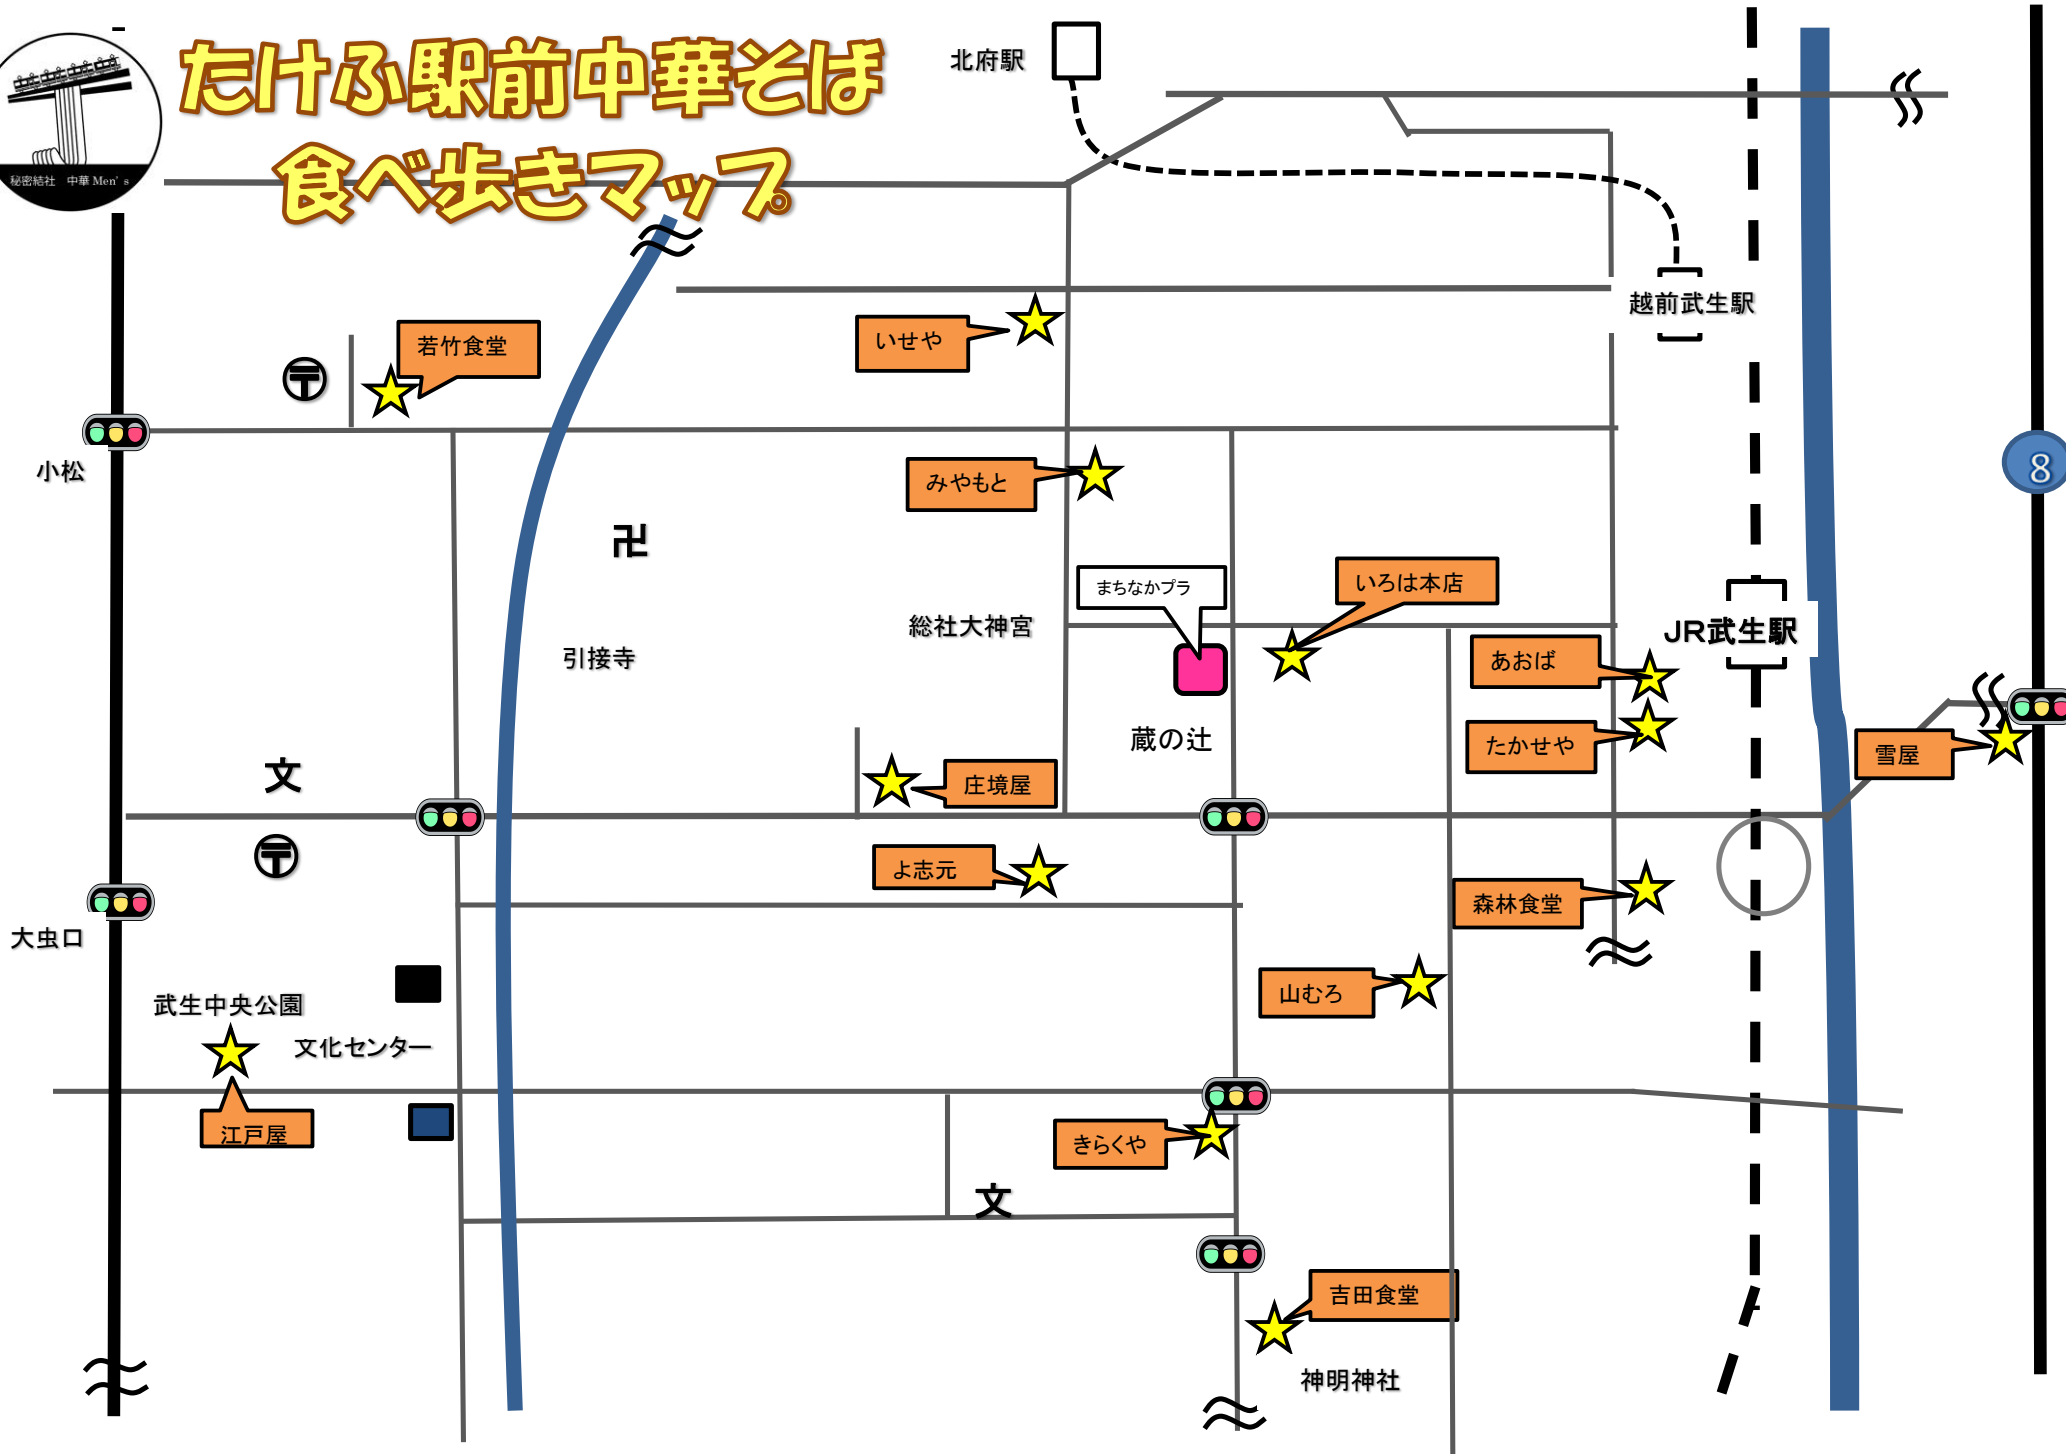 たけふ駅前中華そば
食べ歩きマップ。
秘密結社 中華 Men's
北府駅
越前武生駅
若竹食堂
いせや
〒
小松
8
みやもと
卍
まちなかプラ
いろは本店
総社大神宮
引接寺
JR武生駅
あおば
蔵の辻
たかせや
雪屋
文
庄境屋
〒
よ志元
森林食堂
大虫口
山むろ
武生中央公園
文化センター
江戸屋
きらくや
文
吉田食堂
神明神社